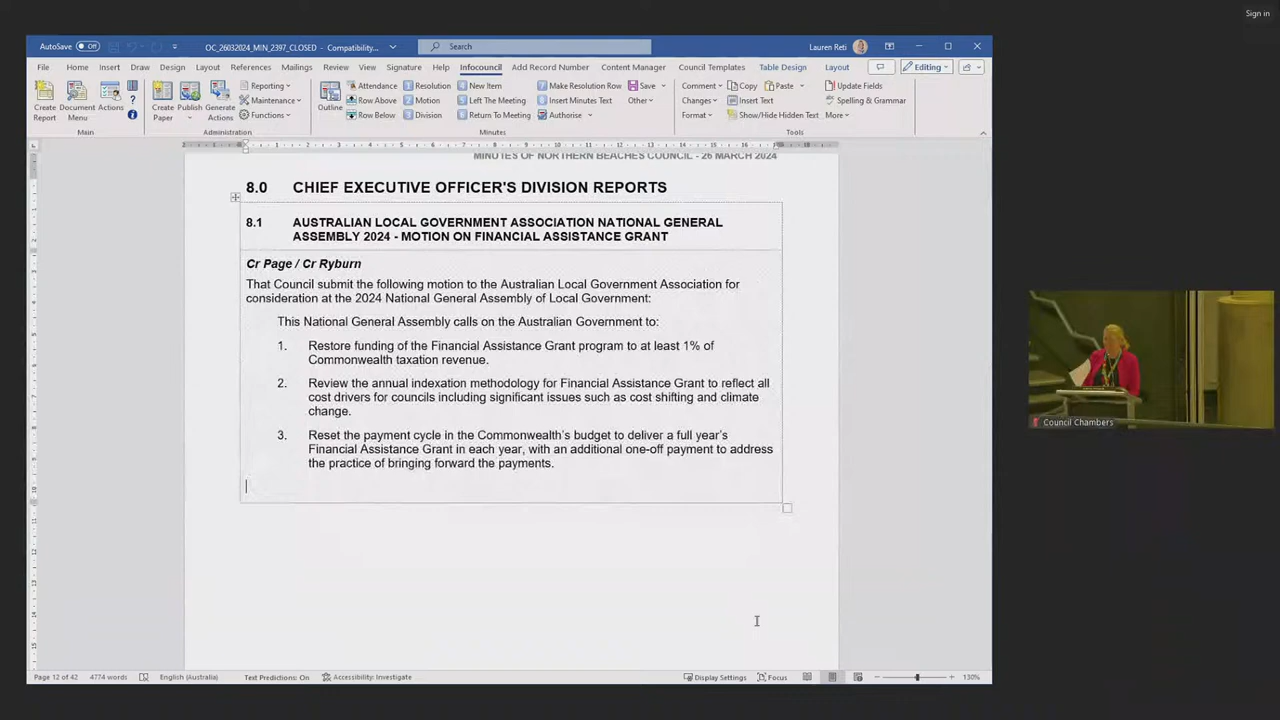 Sign in
AutoSave Off OC_26032024_MIN_2397_CLOSED - Compatibility... Search Lauren Reti
File Home Insert Draw Design Layout References Mailings Review View Signature Help Infocouncil Add Record Number Content Manager Council Templates Table Design Layout Editing
Reporting Attendance Resolution New Item Make Resolution Row Save Comment Copy Paste Update Fields
Create Report Document Menu Actions Maintenance Create Paper Publish Generate Actions Outline Row Above Motion Left The Meeting Insert Minutes Text Other Changes Insert Text Spelling & Grammar
Functions Row Below Division Return To Meeting Authorise Format Show/Hide Hidden Text More
Main Administration Minutes Tools
MINUTES OF NORTHERN BEACHES COUNCIL - 26 MARCH 2024
8.0 CHIEF EXECUTIVE OFFICER'S DIVISION REPORTS
8.1 AUSTRALIAN LOCAL GOVERNMENT ASSOCIATION NATIONAL GENERAL
ASSEMBLY 2024 - MOTION ON FINANCIAL ASSISTANCE GRANT
Cr Page / Cr Ryburn
That Council submit the following motion to the Australian Local Government Association for
consideration at the 2024 National General Assembly of Local Government:
This National General Assembly calls on the Australian Government to:
1. Restore funding of the Financial Assistance Grant program to at least 1% of
Commonwealth taxation revenue.
2. Review the annual indexation methodology for Financial Assistance Grant to reflect all
cost drivers for councils including significant issues such as cost shifting and climate
change.
3. Reset the payment cycle in the Commonwealth's budget to deliver a full year's
Financial Assistance Grant in each year, with an additional one-off payment to address
the practice of bringing forward the payments.
Council Chambers
Page 12 of 42 4774 words English (Australia) Text Predictions: On Accessibility: Investigate Display Settings Focus 130%